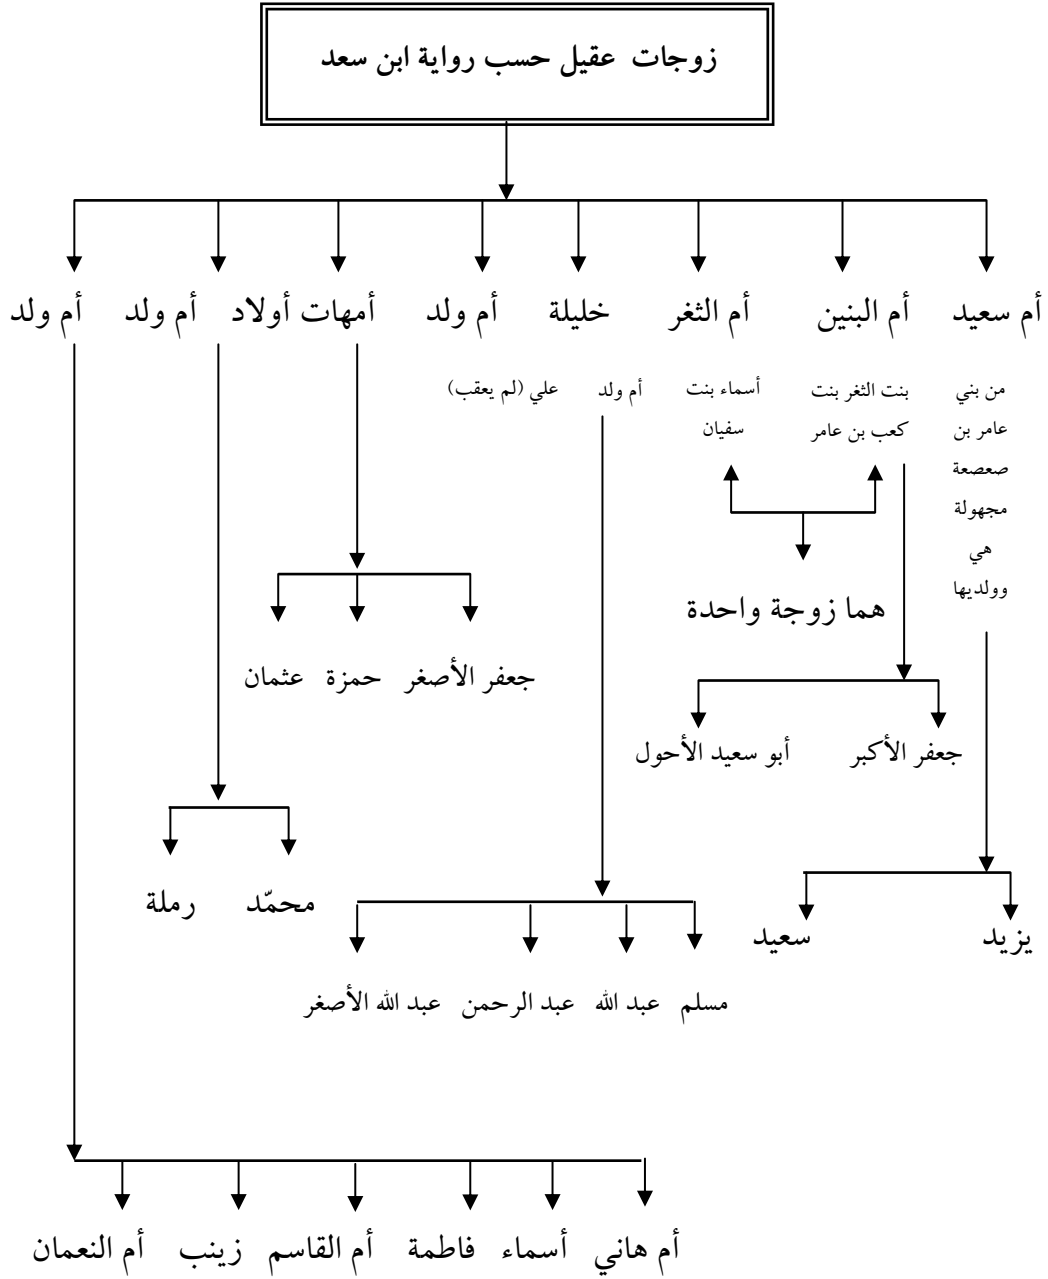 زوجات عقيل حسب رواية ابن سعد
أم سعيد
أم البنين
أم الثغر
خليلة
أم ولد
أمهات أولاد
أم ولد
أم ولد
من بني
عامر بن
صعصعة
مجهولة
هي
وولديها
بنت الثغر بنت
كعب بن عامر
أسماء بنت
سفيان
أم ولد
علي (لم يعقب)
هما زوجة واحدة
جعفر الأصغر
حمزة
عثمان
جعفر الأكبر
أبو سعيد الأحول
محمّد
رملة
يزيد
سعيد
مسلم
عبد الله
عبد الرحمن
عبد الله الأصغر
أم هاني
أسماء
فاطمة
أم القاسم
زينب
أم النعمان